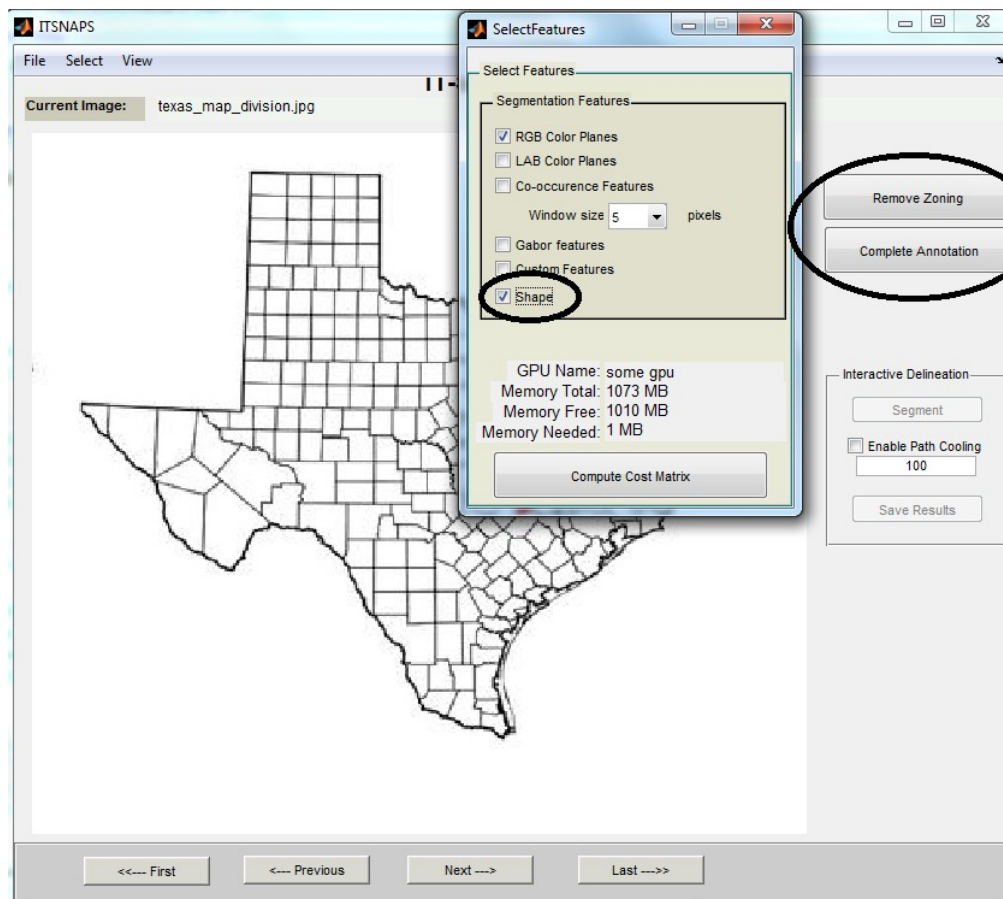 ITSNAPS
File Select View
Current Image: texas_map_division.jpg
SelectFeatures
Select Features
Segmentation Features
RGB Color Planes
LAB Color Planes
Co-occurence Features
Window size 5 pixels
Gabor features
Custom Features
Shape
GPU Name: some gpu
Memory Total: 1073 MB
Memory Free: 1010 MB
Memory Needed: 1 MB
Compute Cost Matrix
Remove Zoning
Complete Annotation
Interactive Delineation
Segment
Enable Path Cooling
100
Save Results
<<--- First
<--- Previous
Next --->
Last --->>